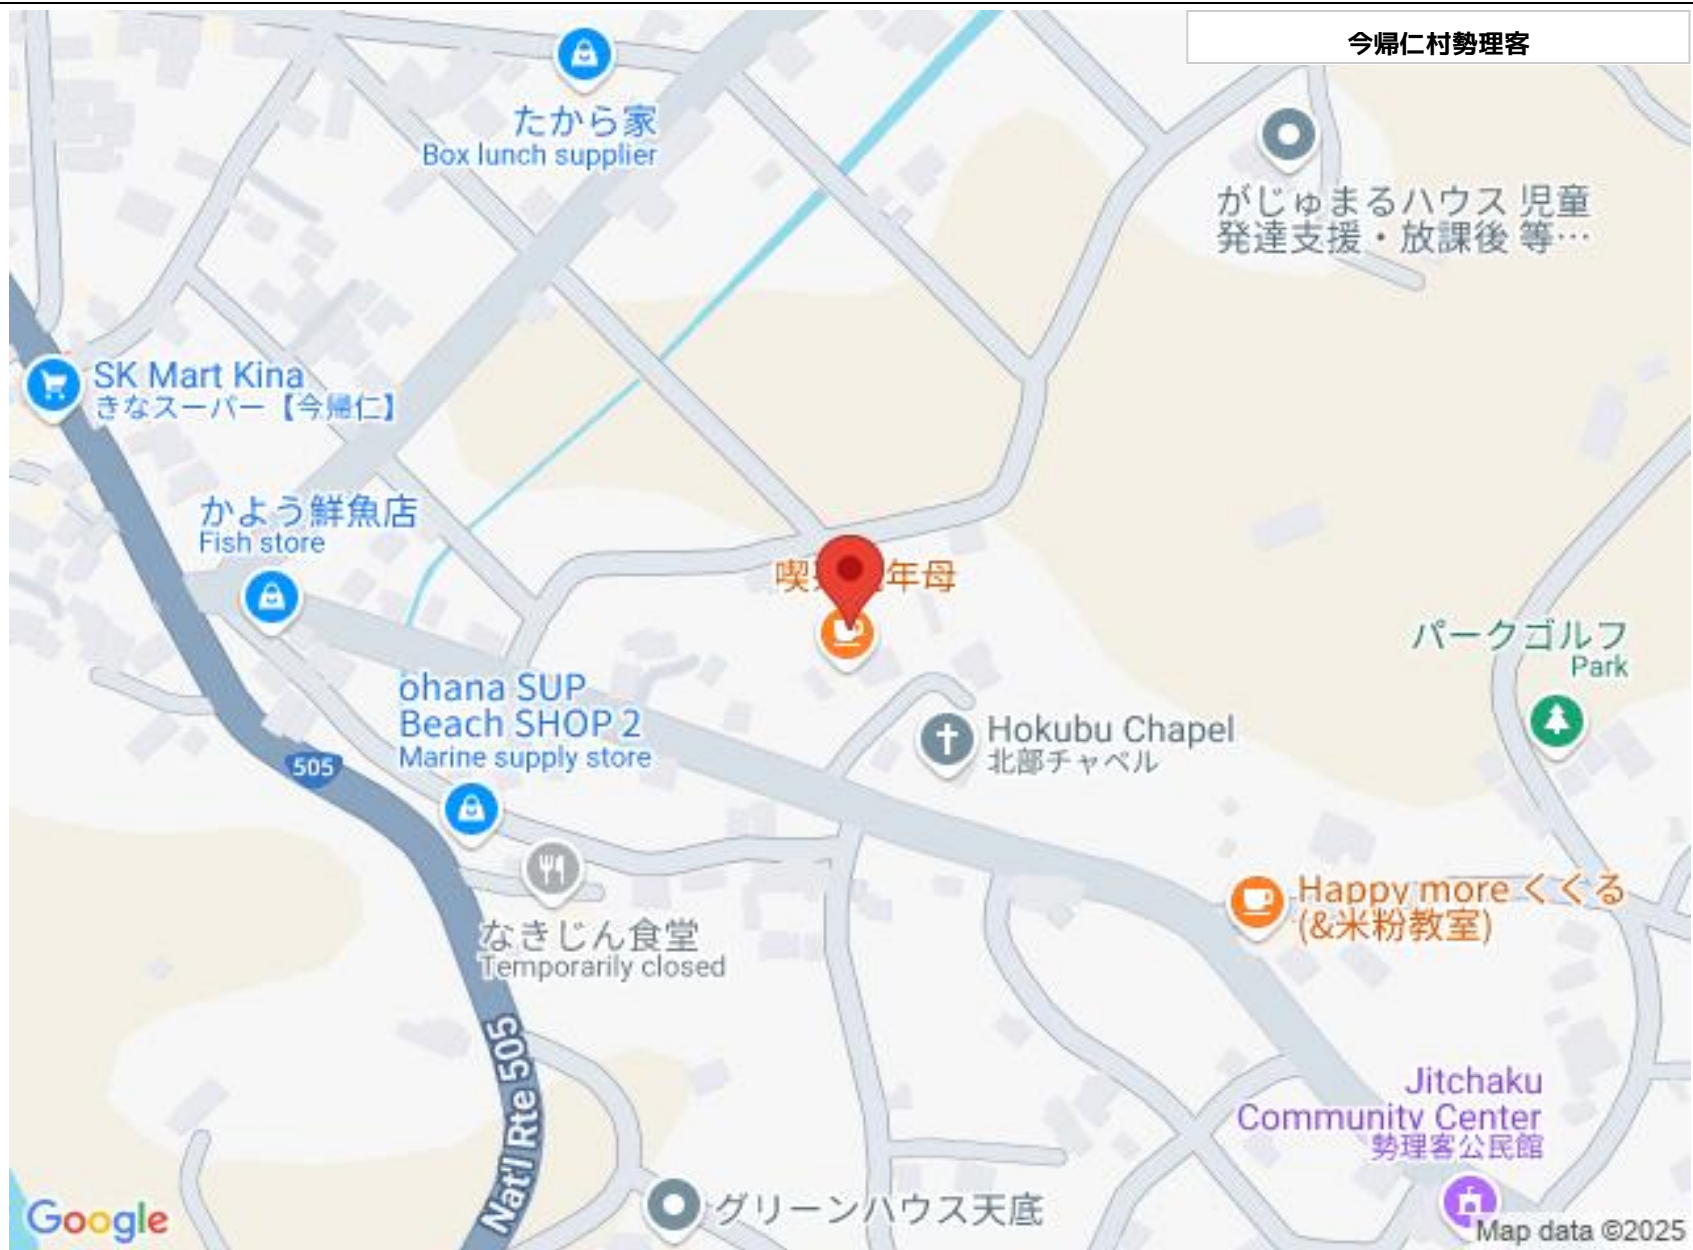 今帰仁村勢理客
たから家
Box lunch supplier
がじゅまるハウス 児童
発達支援・放課後 等…
SK Mart Kina
きなスーパー【今帰仁】
かよう鮮魚店
Fish store
年母
パークゴルフ
Park
ohana SUP
Beach SHOP 2
Marine supply store
Hokubu Chapel
北部チャペル
505
Happy more くくる
(&米粉教室)
なきじん食堂
Temporarily closed
Nat'l Rte 505
Jitchaku
Community Center
勢理客公民館
グリーンハウス天底
Google
Map data ©2025